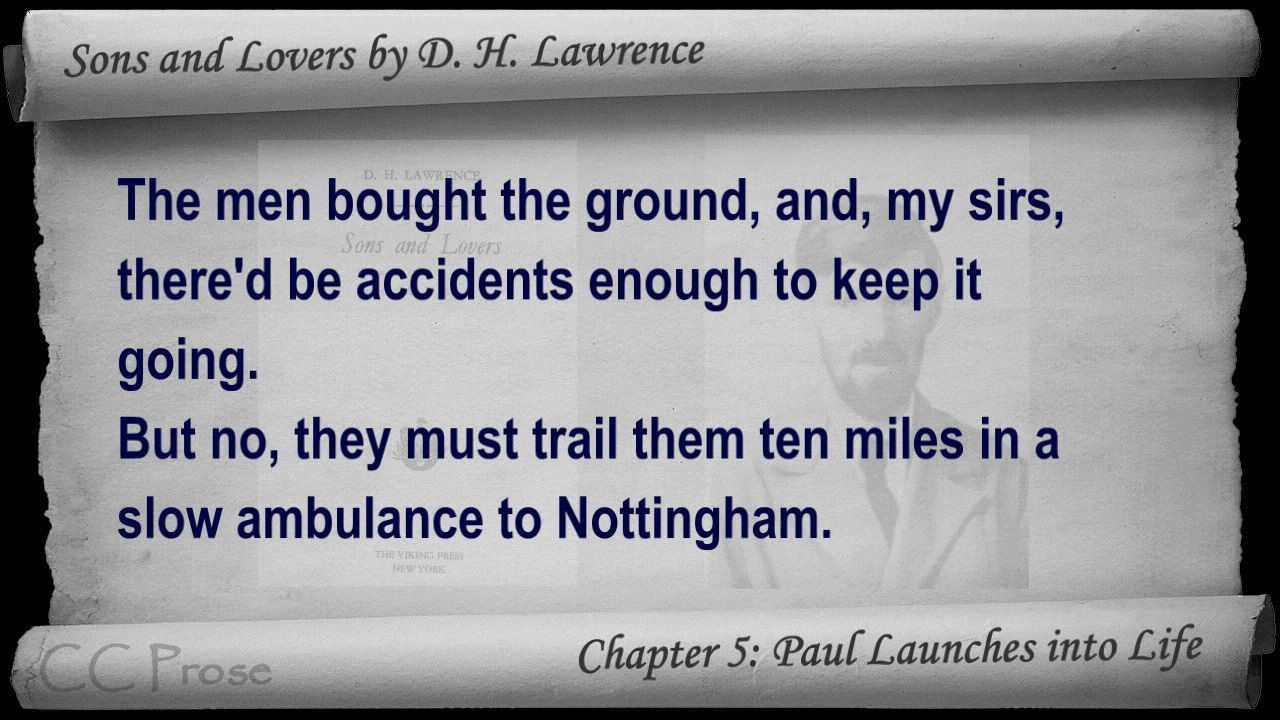 Sons and Lovers by D. H. Lawrence
D. H. LAWRENCE
Sons and Lovers
The men bought the ground, and, my sirs,
there'd be accidents enough to keep it
going.
But no, they must trail them ten miles in a
slow ambulance to Nottingham.
THE VIKING PRESS
NEW YORK
Chapter 5: Paul Launches into Life
CC Prose